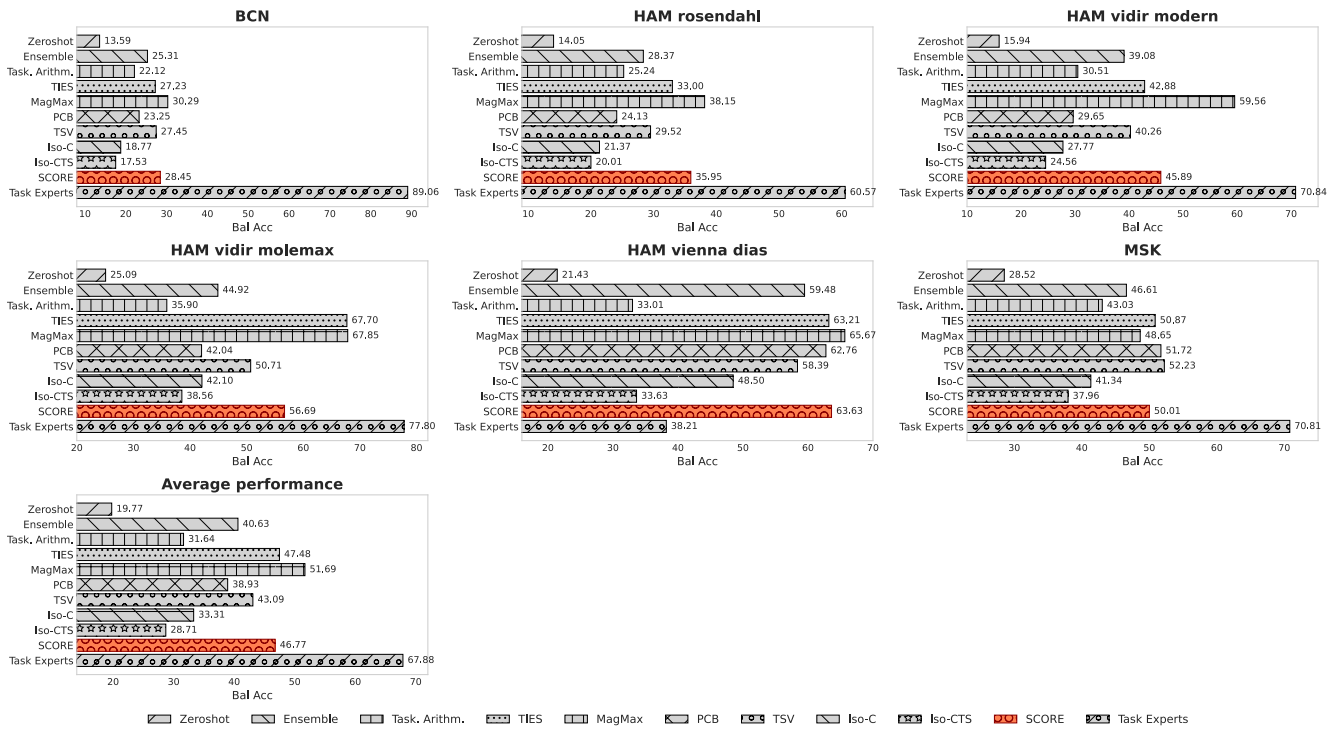 BCN
Zeroshot 13.59
Ensemble 25.31
Task. Arithm. 22.12
TIES 27.23
MagMax 30.29
PCB 23.25
TSV 27.45
Iso-C 18.77
Iso-CTS 17.53
SCORE 28.45
Task Experts 89.06
10 20 30 40 50 60 70 80 90
Bal Acc
HAM rosendahl
Zeroshot 14.05
Ensemble 28.37
Task. Arithm. 25.24
TIES 33.00
MagMax 38.15
PCB 24.13
TSV 29.52
Iso-C 21.37
Iso-CTS 20.01
SCORE 35.95
Task Experts 60.57
10 20 30 40 50 60
Bal Acc
HAM vidir modern
Zeroshot 15.94
Ensemble 39.08
Task. Arithm. 30.51
TIES 42.88
MagMax 59.56
PCB 29.65
TSV 40.26
Iso-C 27.77
Iso-CTS 24.56
SCORE 45.89
Task Experts 70.84
10 20 30 40 50 60 70
Bal Acc
HAM vidir molemax
Zeroshot 25.09
Ensemble 44.92
Task. Arithm. 35.90
TIES 67.70
MagMax 67.85
PCB 42.04
TSV 50.71
Iso-C 42.10
Iso-CTS 38.56
SCORE 56.69
Task Experts 77.80
20 30 40 50 60 70 80
Bal Acc
HAM vienna dias
Zeroshot 21.43
Ensemble 59.48
Task. Arithm. 33.01
TIES 63.21
MagMax 65.67
PCB 62.76
TSV 58.39
Iso-C 48.50
Iso-CTS 33.63
SCORE 63.63
Task Experts 38.21
20 30 40 50 60 70
Bal Acc
MSK
Zeroshot 28.52
Ensemble 46.61
Task. Arithm. 43.03
TIES 50.87
MagMax 48.65
PCB 51.72
TSV 52.23
Iso-C 41.34
Iso-CTS 37.96
SCORE 50.01
Task Experts 70.81
30 40 50 60 70
Bal Acc
Average performance
Zeroshot 19.77
Ensemble 40.63
Task. Arithm. 31.64
TIES 47.48
MagMax 51.69
PCB 38.93
TSV 43.09
Iso-C 33.31
Iso-CTS 28.71
SCORE 46.77
Task Experts 67.88
20 30 40 50 60 70
Bal Acc
Zeroshot Ensemble Task. Arithm. TIES MagMax PCB TSV Iso-C Iso-CTS SCORE Task Experts